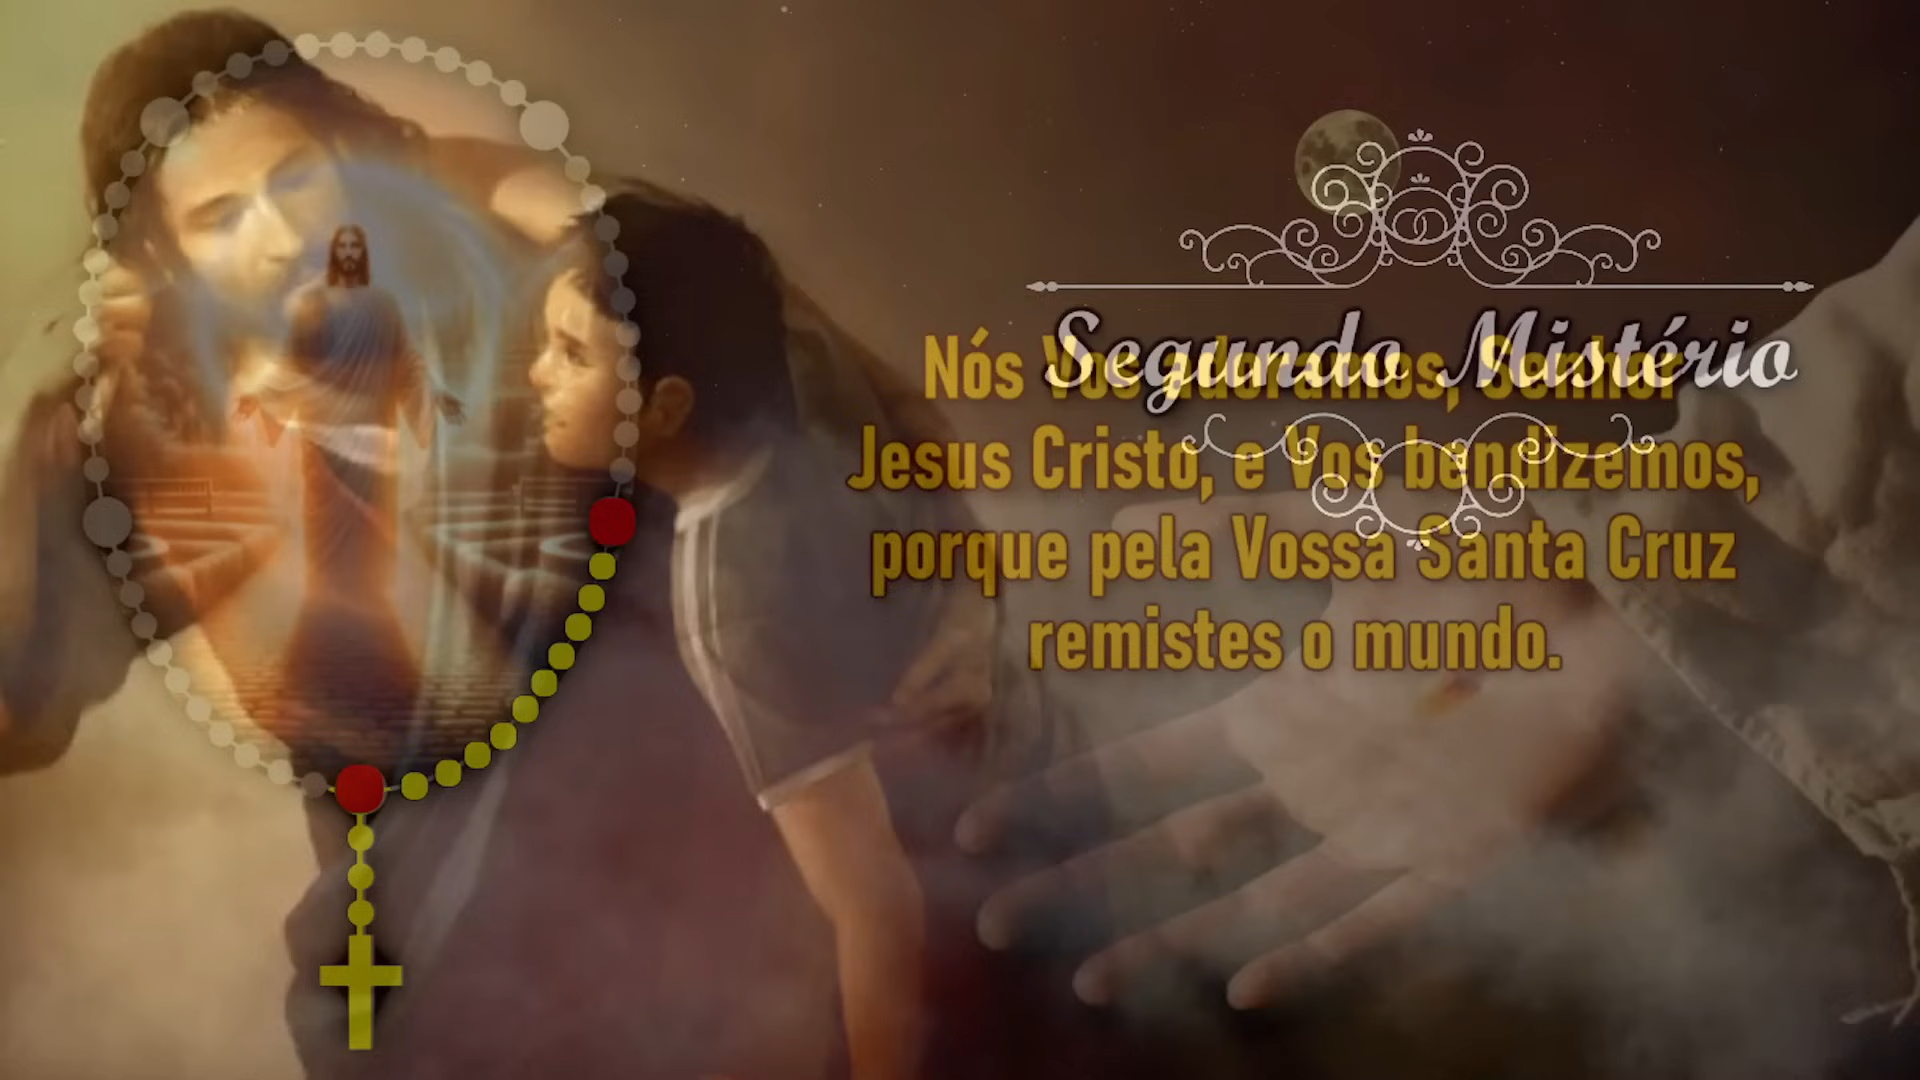 Segundo Mistério
Nós Vos adoramos, Senhor
Jesus Cristo, e Vos bendizemos,
porque pela Vossa Santa Cruz
remistes o mundo.